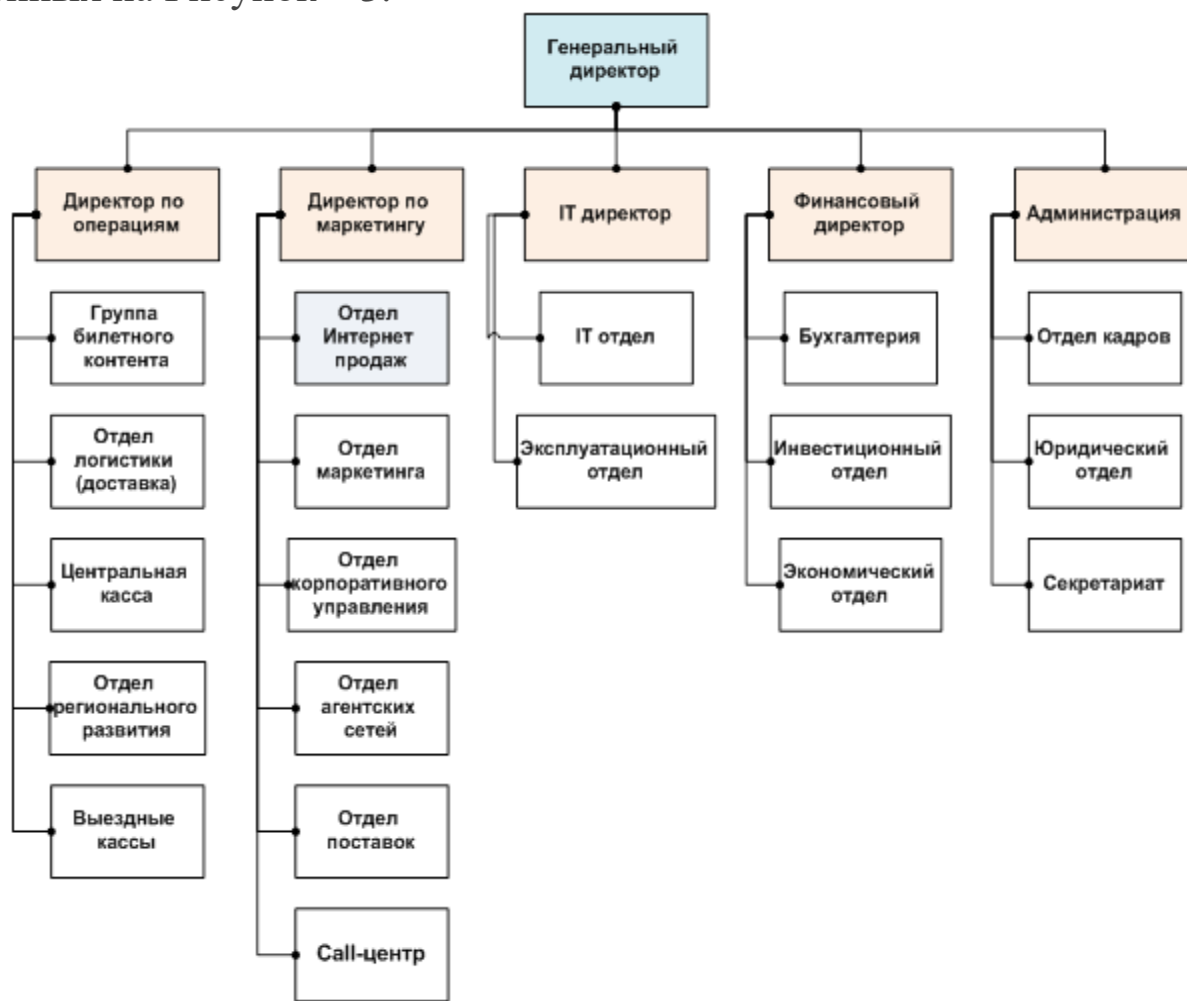 Генеральный
директор
Директор по
операциям
Директор по
маркетингу
IT директор
Финансовый
директор
Администрация
Группа
билетного
контента
Отдел
Интернет
продаж
IT отдел
Бухгалтерия
Отдел кадров
Отдел
логистики
(доставка)
Отдел
маркетинга
Эксплуатационный
отдел
Инвестиционный
отдел
Юридический
отдел
Центральная
касса
Отдел
корпоративного
управления
Экономический
отдел
Секретариат
Отдел
регионального
развития
Отдел
агентских
сетей
Выездные
кассы
Отдел
поставок
Call-центр